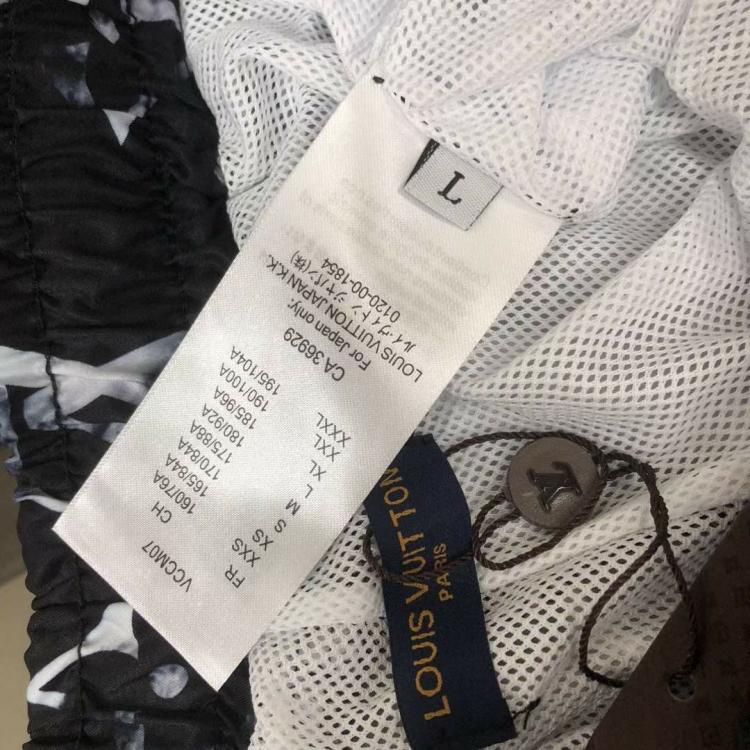 L
VCCM07
FR CH
XXS 160/76A
XS 165/84A
S 170/84A
M 175/88A
L 180/92A
XL 185/96A
XXL 190/100A
XXXL 195/104A
CA 36929
For Japan only:
LOUIS VUITTON JAPAN K.K.
ルイ・ヴィトン ジャパン(株)
0120-00-1854
LOUIS VUITTON
PARIS
LV